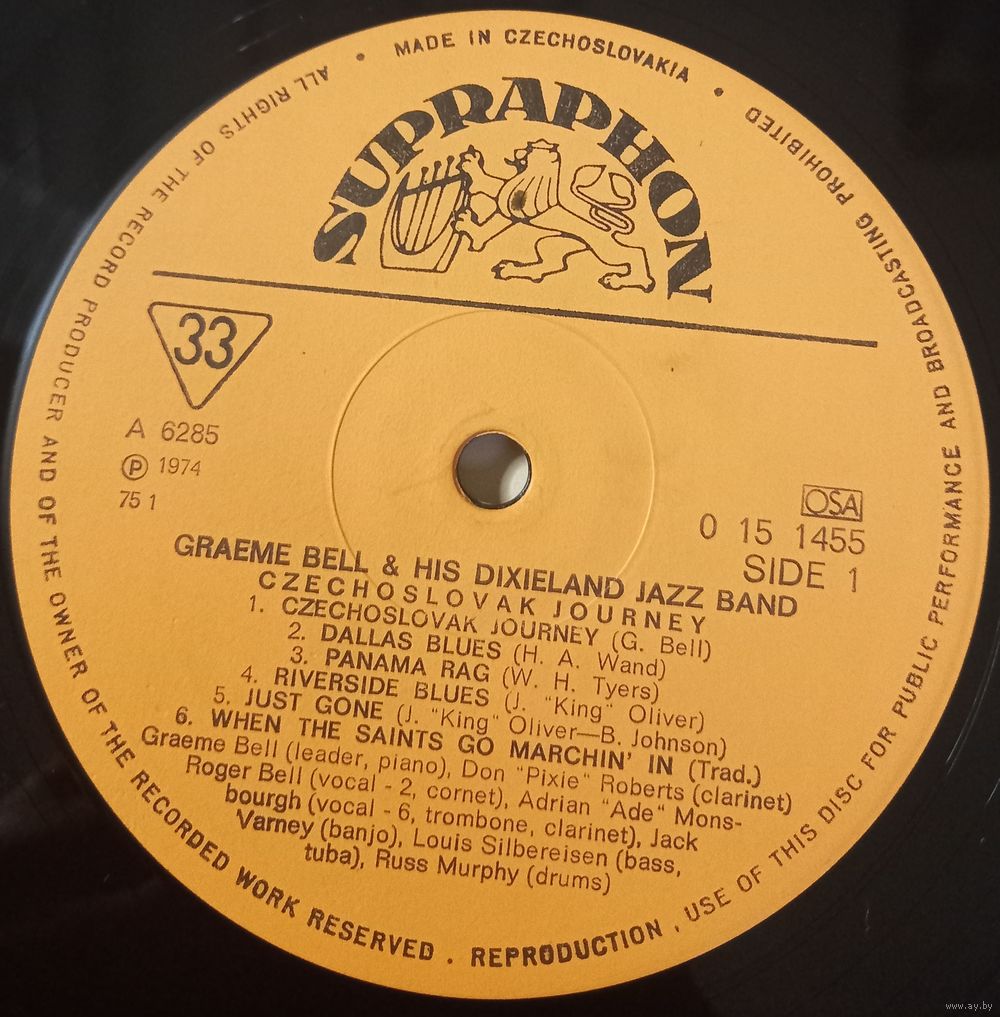 MADE IN CZECHOSLOVAKIA
SUPRAPHON
33
A 6285
Ⓟ 1974
75 1
OSA
0 15 1455
SIDE 1
GRAEME BELL & HIS DIXIELAND JAZZ BAND
CZECHOSLOVAK JOURNEY
1. CZECHOSLOVAK JOURNEY (G. Bell)
2. DALLAS BLUES (H. A. Wand)
3. PANAMA RAG (W. H. Tyers)
4. RIVERSIDE BLUES (J. "King" Oliver)
5. JUST GONE (J. "King" Oliver—B. Johnson)
6. WHEN THE SAINTS GO MARCHIN' IN (Trad.)
Graeme Bell (leader, piano), Don "Pixie" Roberts (clarinet)
Roger Bell (vocal - 2, cornet), Adrian "Ade" Mons-
bourgh (vocal - 6, trombone, clarinet), Jack
Varney (banjo), Louis Silbereisen (bass,
tuba), Russ Murphy (drums)
ALL RIGHTS OF THE RECORD PRODUCER AND OF THE OWNER OF THE RECORDED WORK RESERVED . REPRODUCTION , USE OF THIS DISC FOR PUBLIC PERFORMANCE AND BROADCASTING PROHIBITED
www.ay.by